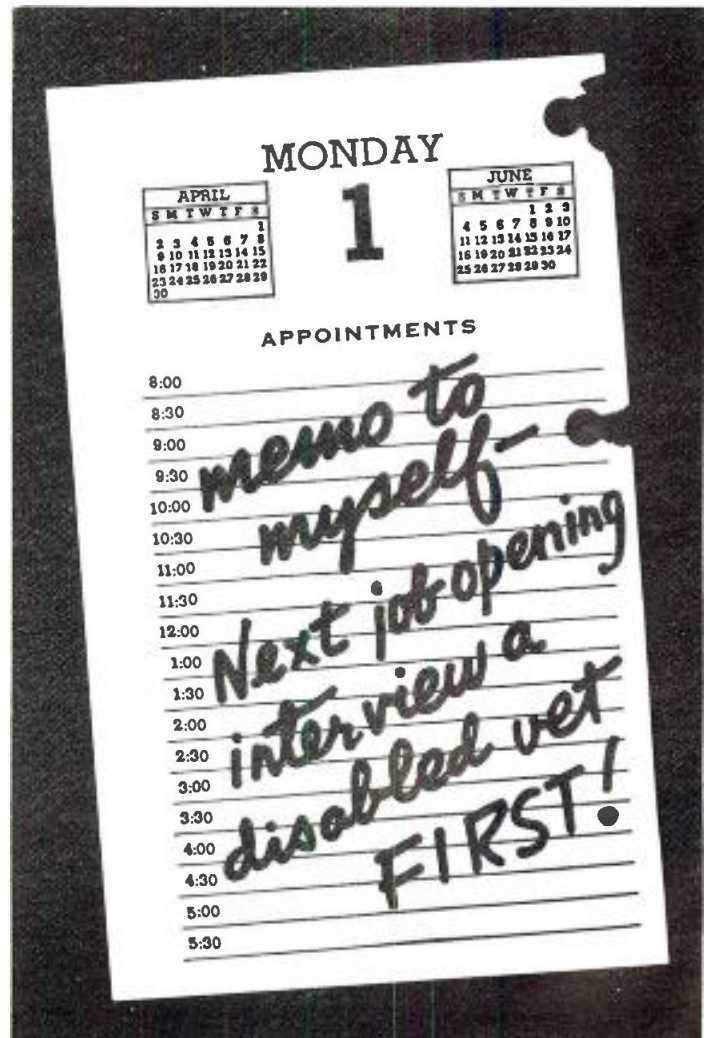 MONDAY
1
APRIL
S M T W T F S
1
2 3 4 5 6 7 8
9 10 11 12 13 14 15
16 17 18 19 20 21 22
23 24 25 26 27 28 29
30
JUNE
S M T W T F S
1 2 3
4 5 6 7 8 9 10
11 12 13 14 15 16 17
18 19 20 21 22 23 24
25 26 27 28 29 30
APPOINTMENTS
8:00
8:30
9:00
9:30
10:00
10:30
11:00
11:30
12:00
1:00
1:30
2:00
2:30
3:00
3:30
4:00
4:30
5:00
5:30
memo to
myself—
Next job opening
interview a
disabled vet
FIRST!